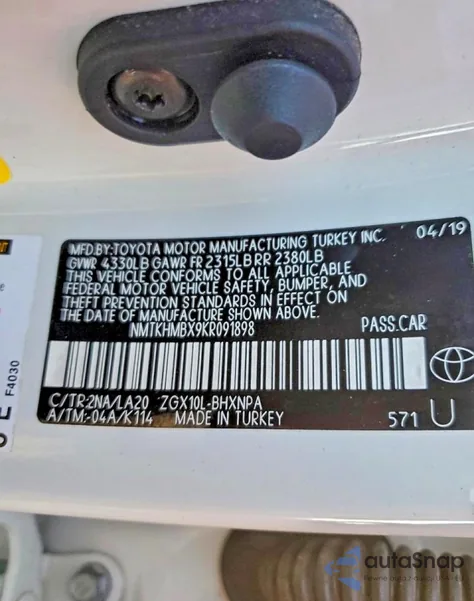 MFD.BY:TOYOTA MOTOR MANUFACTURING TURKEY INC. 04/19
GVWR 4330LB GAWR FR 2315LB RR 2380LB
THIS VEHICLE CONFORMS TO ALL APPLICABLE
FEDERAL MOTOR VEHICLE SAFETY, BUMPER, AND
THEFT PREVENTION STANDARDS IN EFFECT ON
THE DATE OF MANUFACTURE SHOWN ABOVE.
NMTKHMBX9KR091898 PASS.CAR
C/TR:2NA/LA20 ZGX10L-BHXNPA
A/TM:-04A/K114 MADE IN TURKEY 571 U
F4030
autaSnap